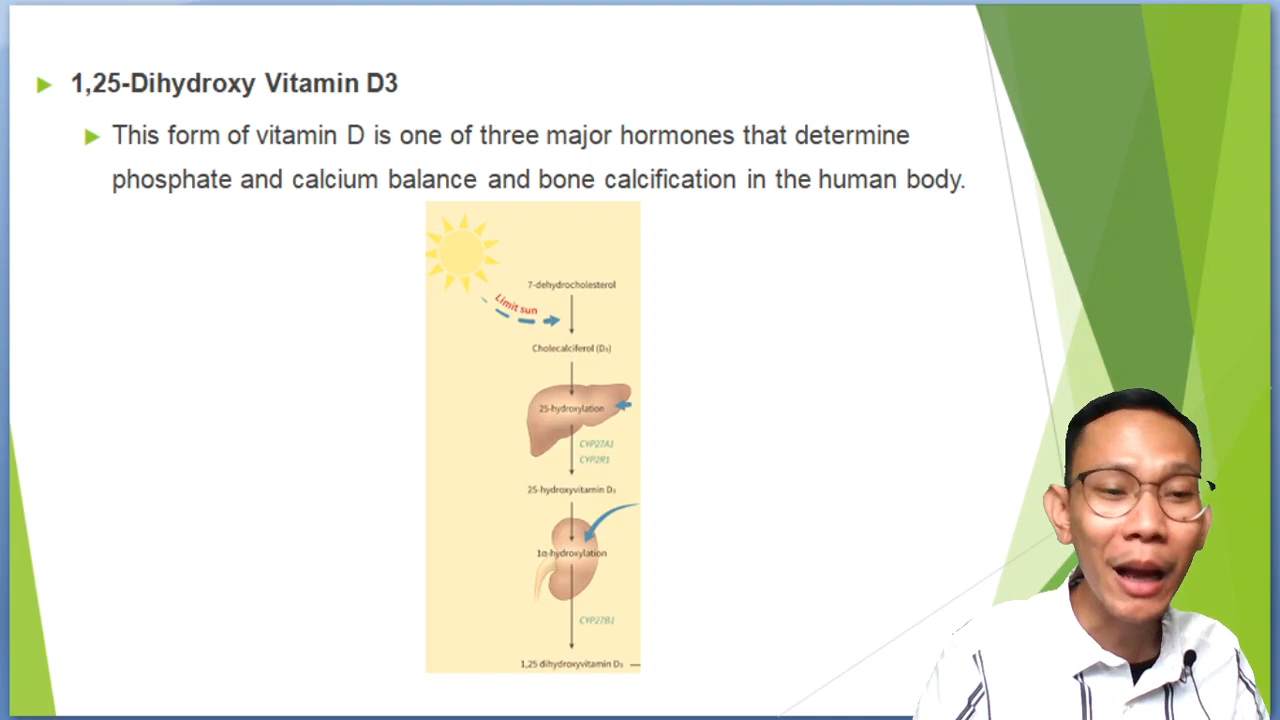 1,25-Dihydroxy Vitamin D3
This form of vitamin D is one of three major hormones that determine
phosphate and calcium balance and bone calcification in the human body.
7-dehydrocholesterol
Limit sun
Cholecalciferol (D₃)
25-hydroxylation
CYP27A1
CYP2R1
25-hydroxyvitamin D₃
1α-hydroxylation
CYP27B1
1,25 dihydroxyvitamin D₃